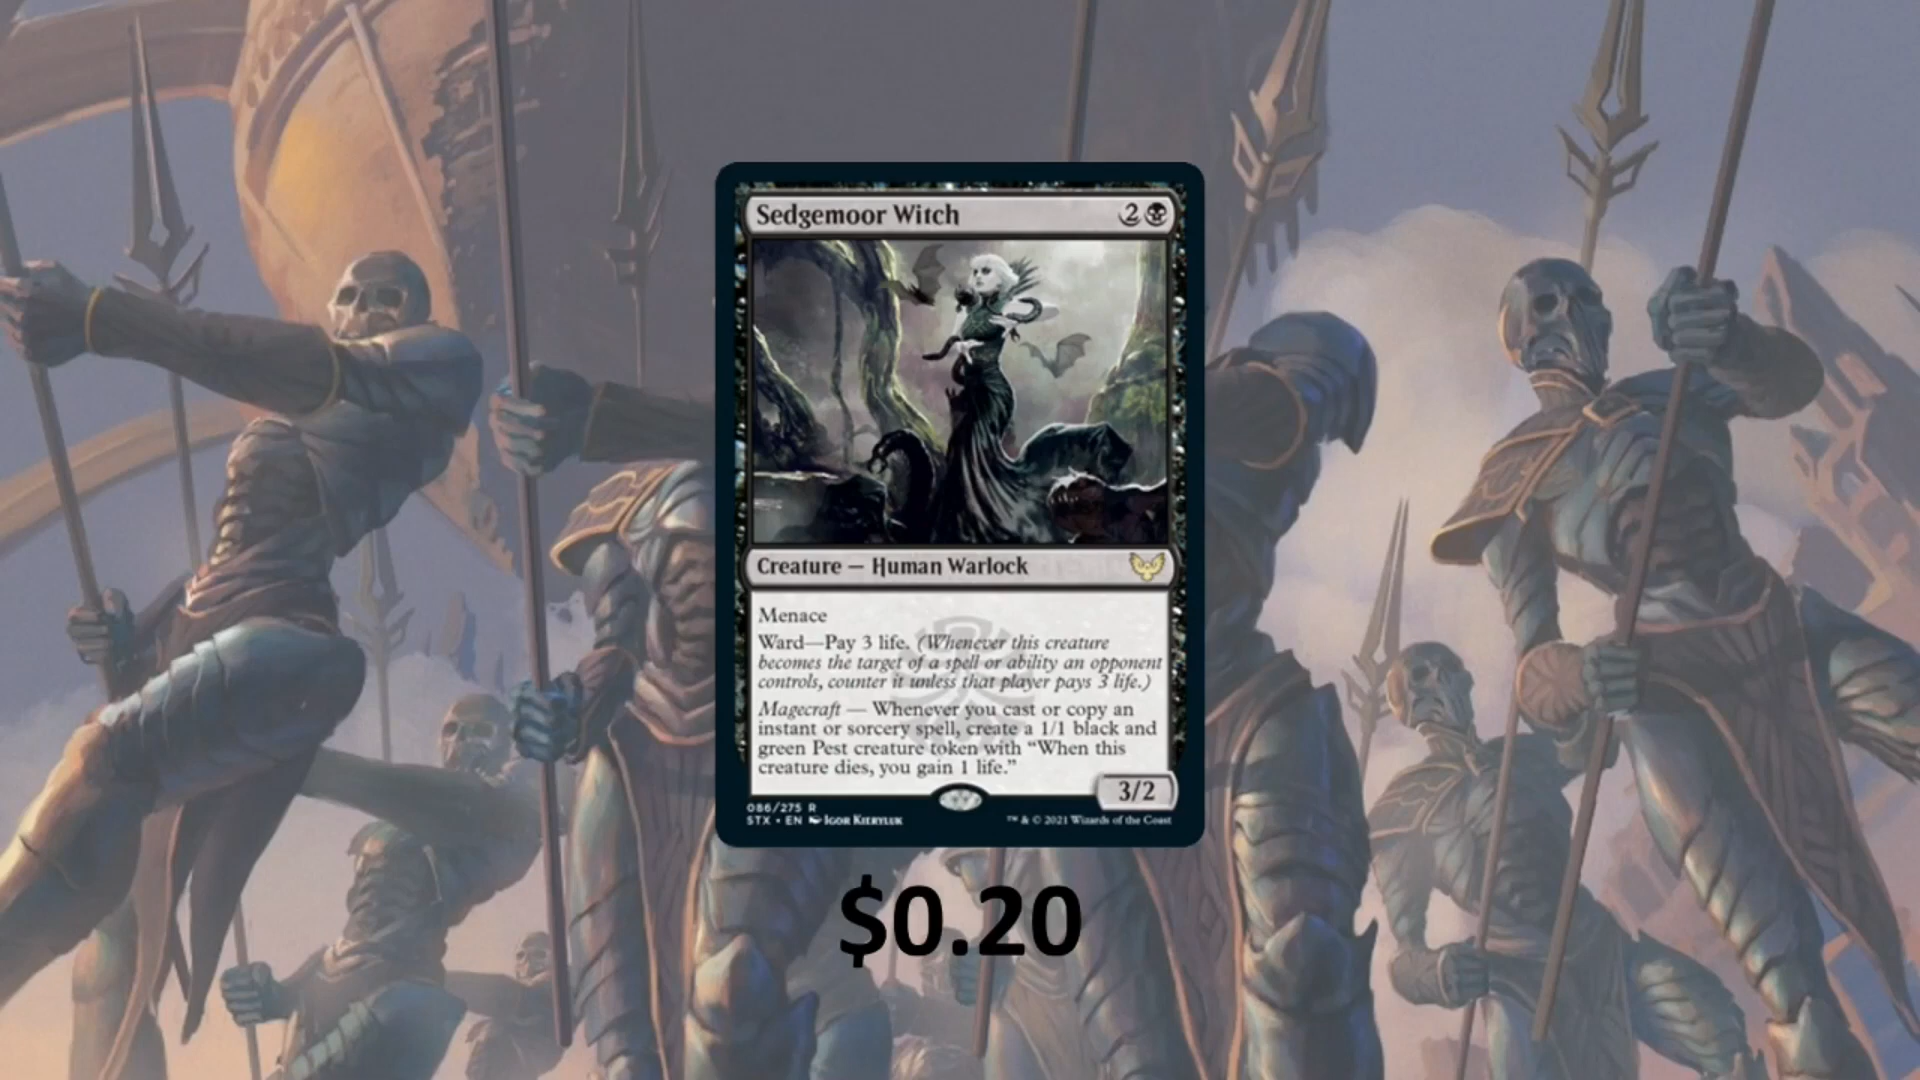 Sedgemoor Witch 2
Creature — Human Warlock
Menace
Ward—Pay 3 life. (Whenever this creature
becomes the target of a spell or ability an opponent
controls, counter it unless that player pays 3 life.)
Magecraft — Whenever you cast or copy an
instant or sorcery spell, create a 1/1 black and
green Pest creature token with “When this
creature dies, you gain 1 life.”
3/2
086/275 R
STX • EN Igor Kieryluk
™ & © 2021 Wizards of the Coast
$0.20